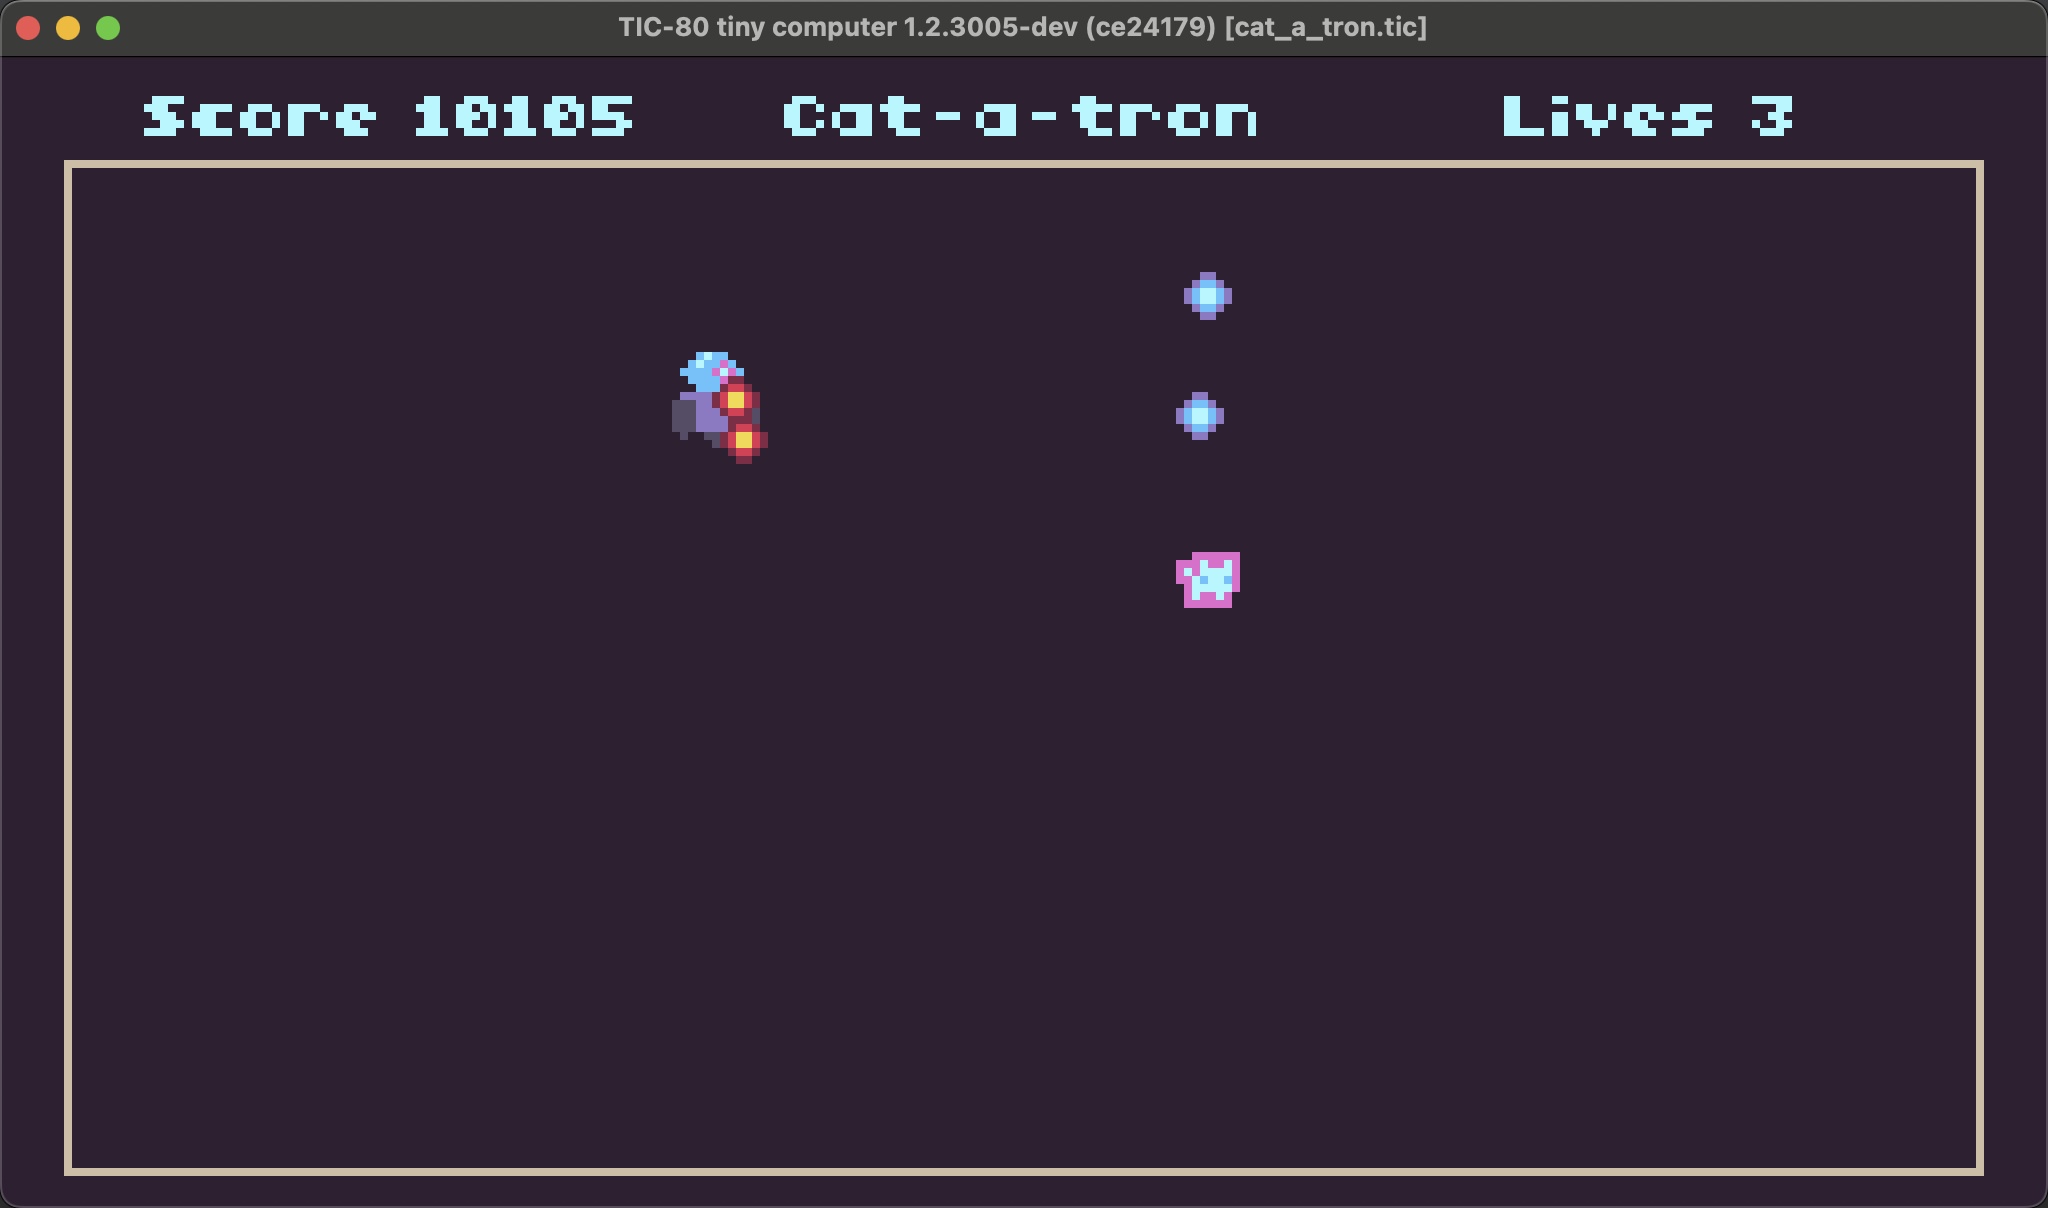 TIC-80 tiny computer 1.2.3005-dev (ce24179) [cat_a_tron.tic]
Score 10105 Cat-a-tron Lives 3